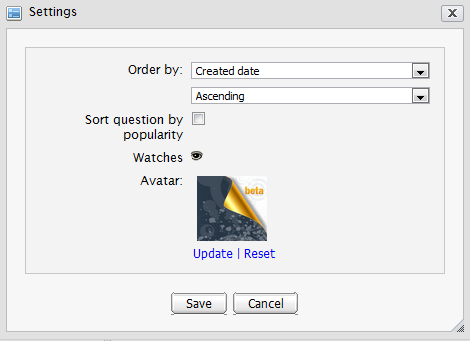 Settings
Order by:
Created date
Ascending
Sort question by
popularity
Watches
Avatar:
beta
Update | Reset
Save
Cancel